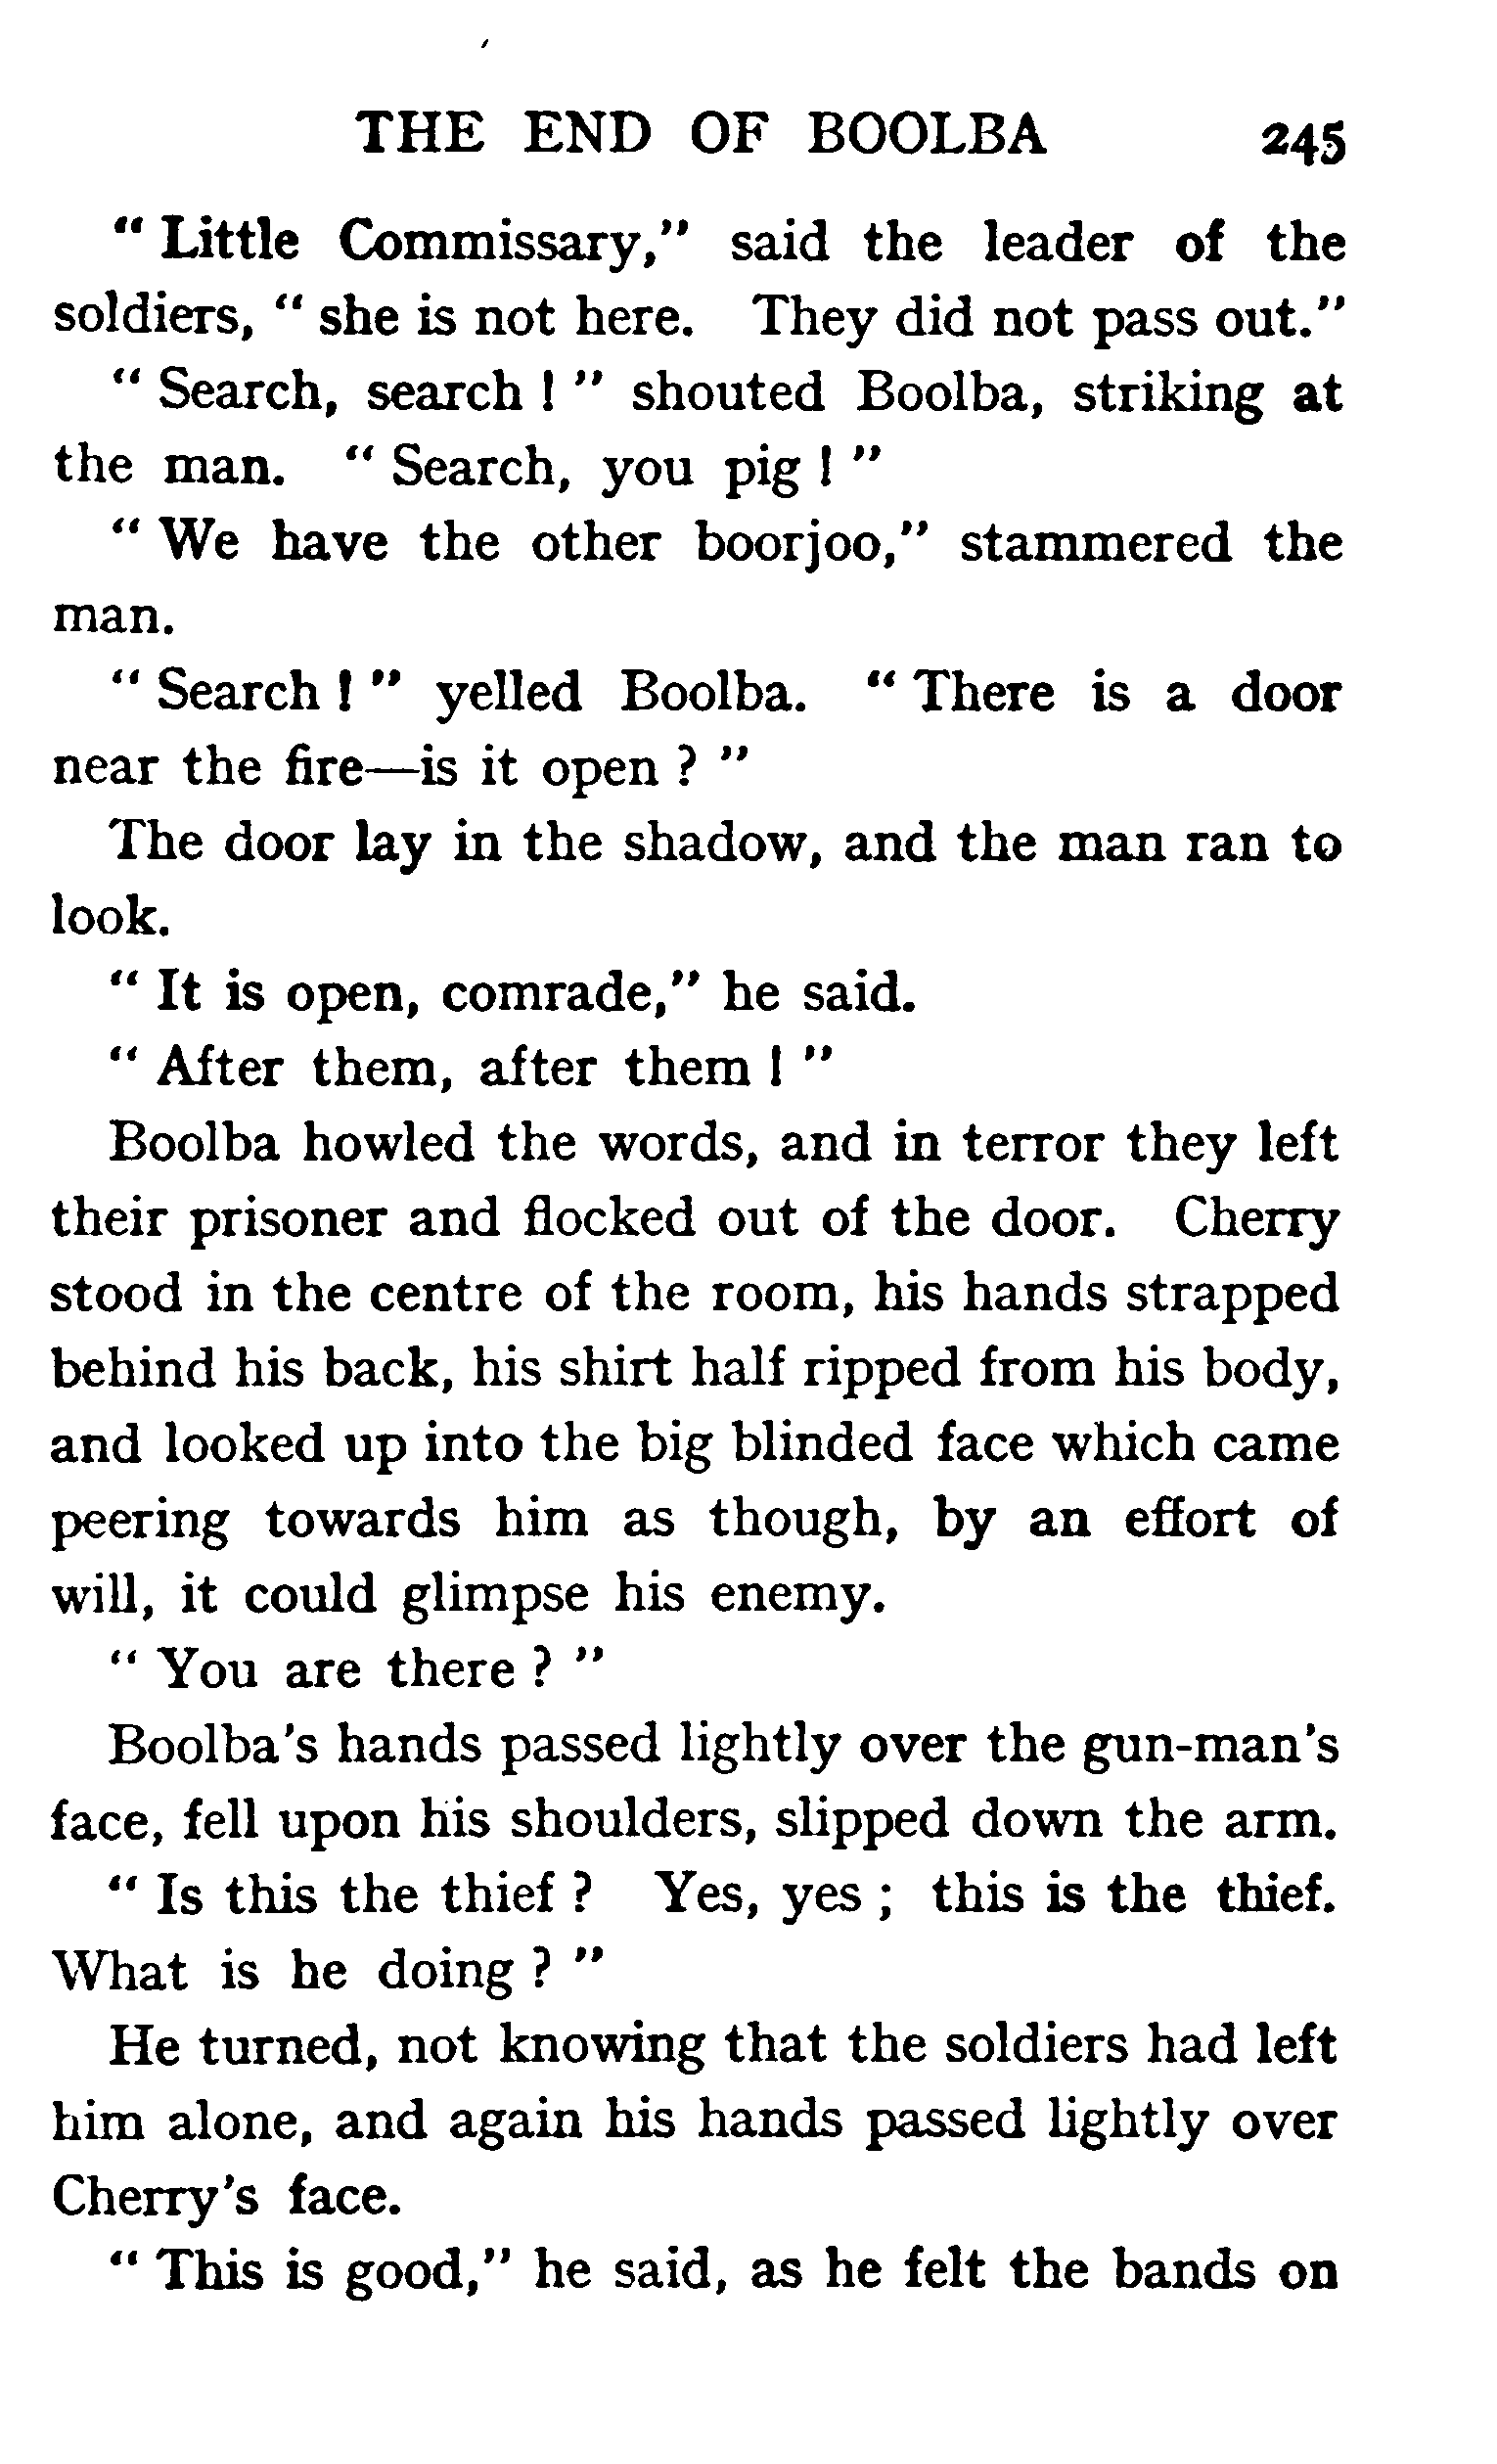 THE END OF BOOLBA 245
“ Little Commissary,” said the leader of the
soldiers, “ she is not here. They did not pass out.”
“ Search, search ! ” shouted Boolba, striking at
the man. “ Search, you pig ! ”
“ We have the other boorjoo,” stammered the
man.
“ Search ! ” yelled Boolba. “ There is a door
near the fire—is it open ? ”
The door lay in the shadow, and the man ran to
look.
“ It is open, comrade,” he said.
“ After them, after them ! ”
Boolba howled the words, and in terror they left
their prisoner and flocked out of the door. Cherry
stood in the centre of the room, his hands strapped
behind his back, his shirt half ripped from his body,
and looked up into the big blinded face which came
peering towards him as though, by an effort of
will, it could glimpse his enemy.
“ You are there ? ”
Boolba's hands passed lightly over the gun-man's
face, fell upon his shoulders, slipped down the arm.
“ Is this the thief ? Yes, yes ; this is the thief.
What is he doing ? ”
He turned, not knowing that the soldiers had left
him alone, and again his hands passed lightly over
Cherry's face.
“ This is good,” he said, as he felt the bands on